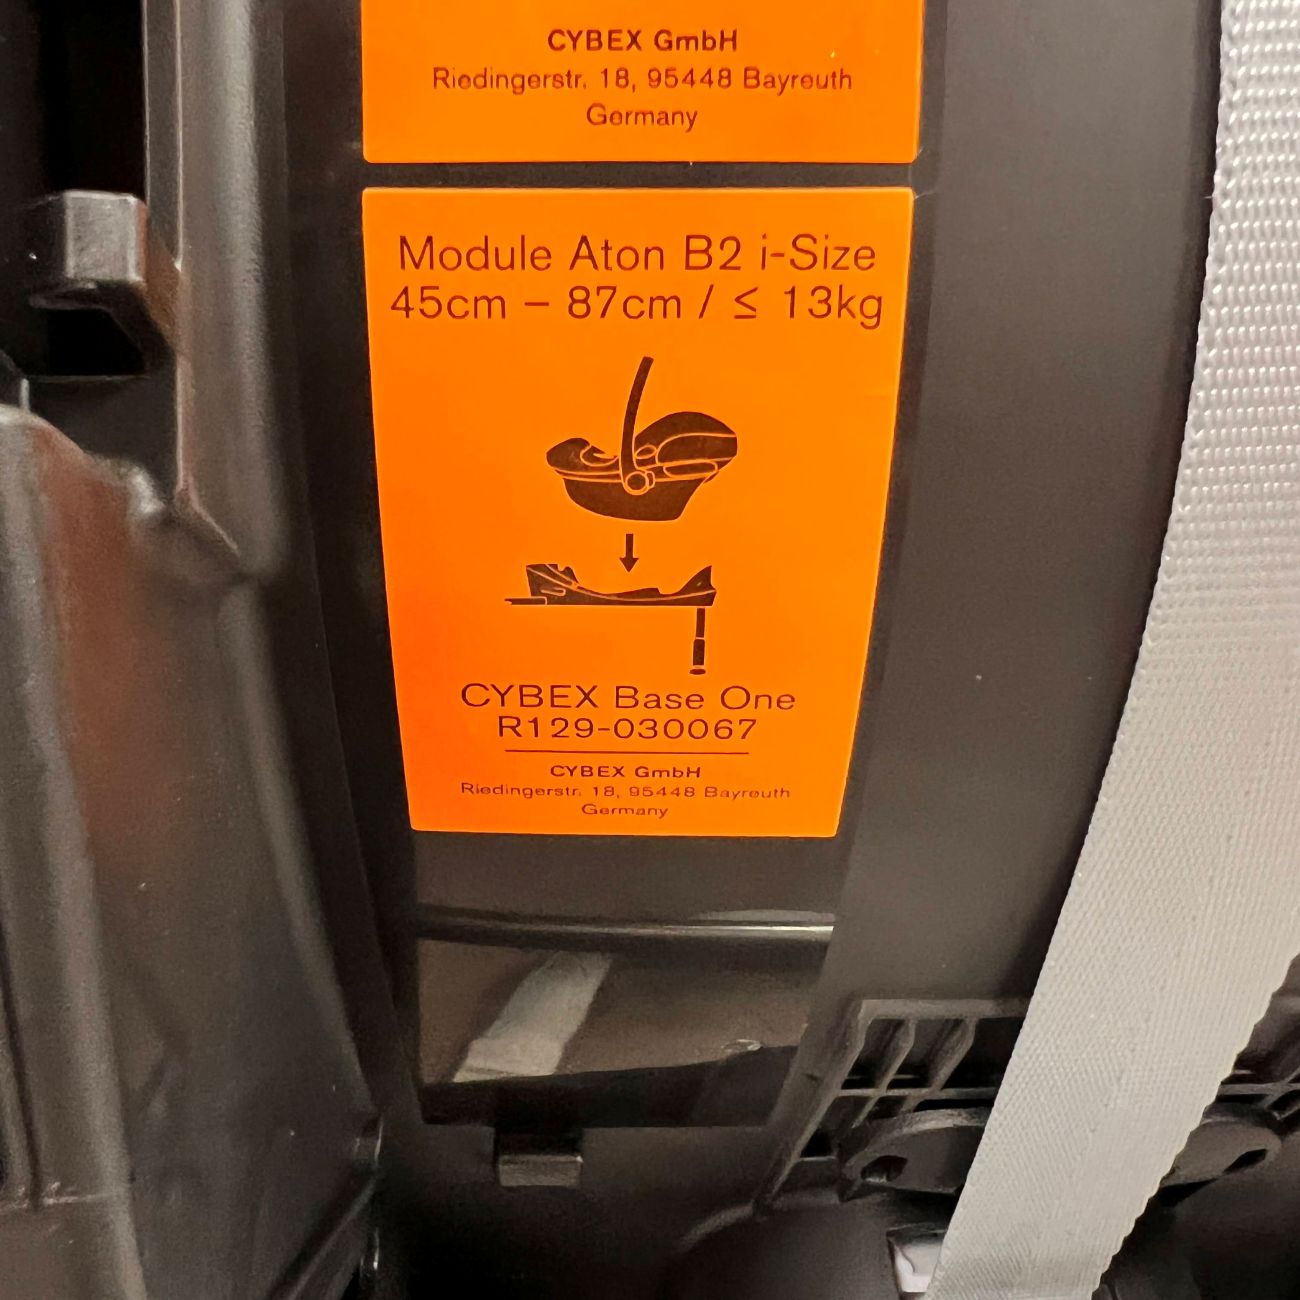 CYBEX GmbH
Riedingerstr. 18, 95448 Bayreuth
Germany
Module Aton B2 i-Size
45cm – 87cm / ≤ 13kg
CYBEX Base One
R129-030067
CYBEX GmbH
Riedingerstr. 18, 95448 Bayreuth
Germany